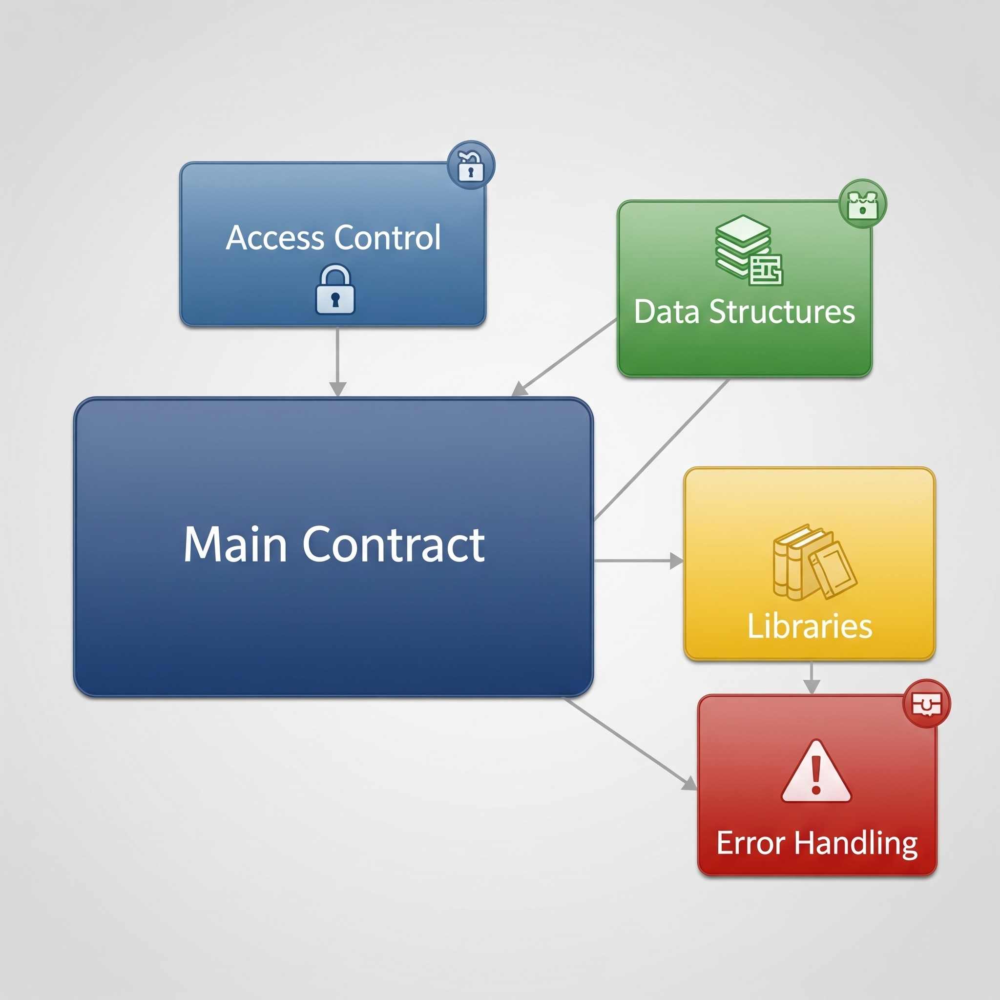 Access Control
Data Structures
Main Contract
Libraries
Error Handling